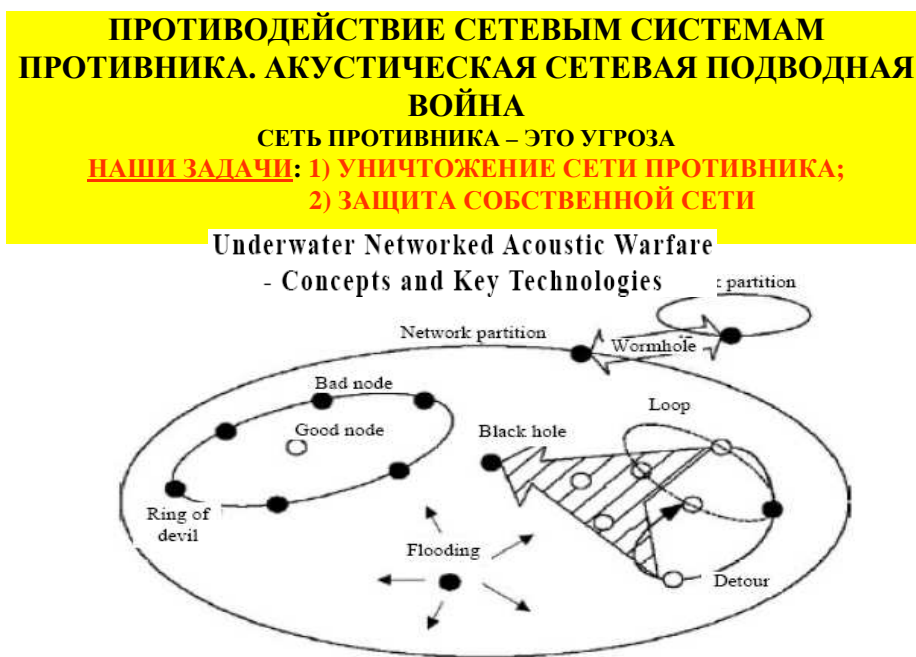 ПРОТИВОДЕЙСТВИЕ СЕТЕВЫМ СИСТЕМАМ
ПРОТИВНИКА. АКУСТИЧЕСКАЯ СЕТЕВАЯ ПОДВОДНАЯ
ВОЙНА
СЕТЬ ПРОТИВНИКА – ЭТО УГРОЗА
НАШИ ЗАДАЧИ: 1) УНИЧТОЖЕНИЕ СЕТИ ПРОТИВНИКА;
2) ЗАЩИТА СОБСТВЕННОЙ СЕТИ
Underwater Networked Acoustic Warfare
- Concepts and Key Technologies
partition
Network partition
Wormhole
Bad node
Loop
Good node
Black hole
Ring of
devil
Flooding
Detour